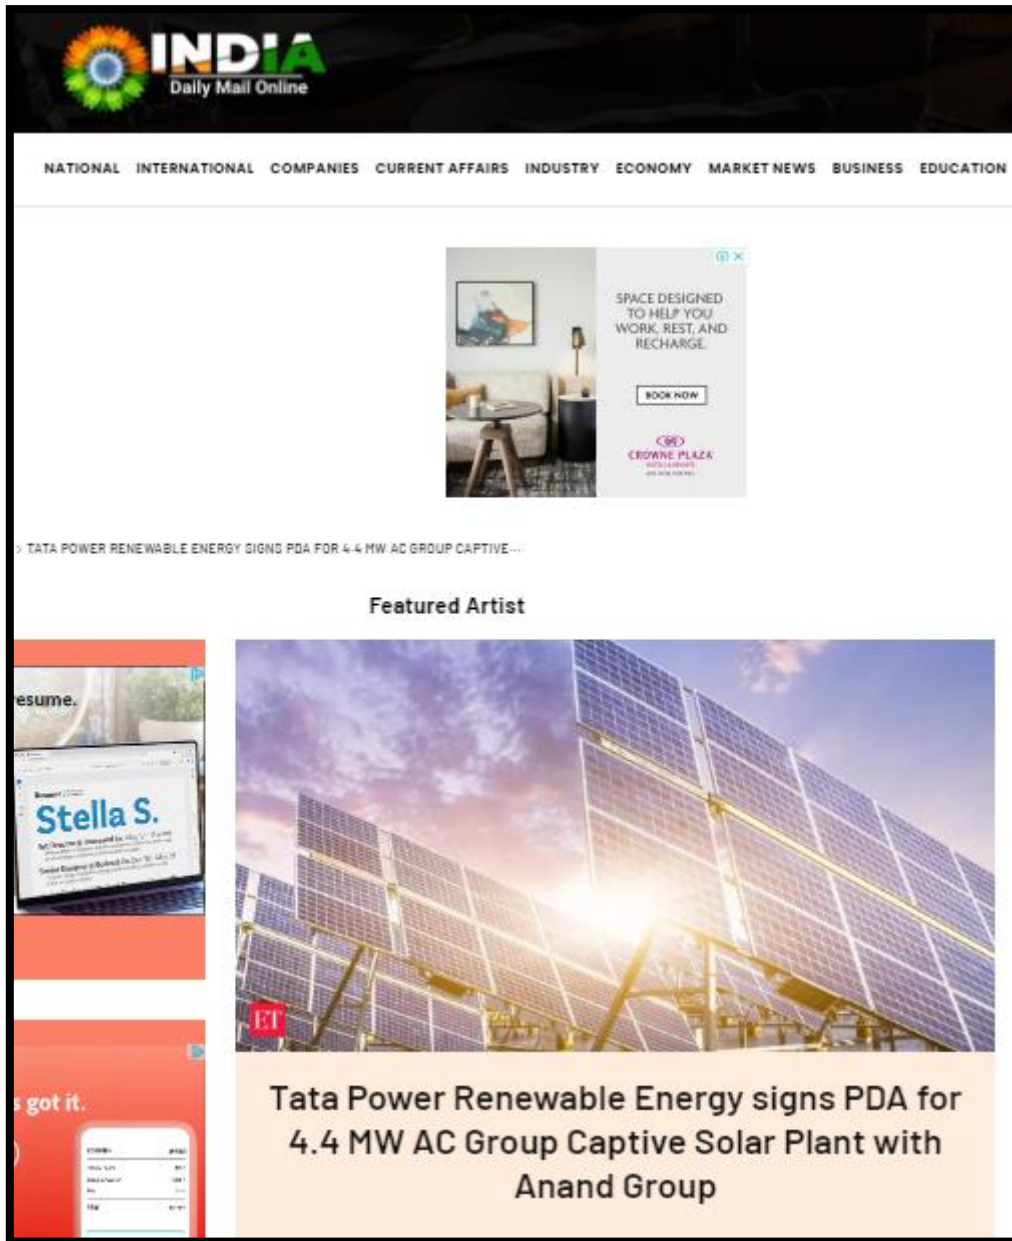 INDIA
Daily Mail Online
NATIONAL INTERNATIONAL COMPANIES CURRENT AFFAIRS INDUSTRY ECONOMY MARKET NEWS BUSINESS EDUCATION
SPACE DESIGNED
TO HELP YOU
WORK, REST, AND
RECHARGE.
BOOK NOW
CROWNE PLAZA
> TATA POWER RENEWABLE ENERGY SIGNS PDA FOR 4.4 MW AC GROUP CAPTIVE...
Featured Artist
esume.
Stella S.
ET
s got it.
Tata Power Renewable Energy signs PDA for
4.4 MW AC Group Captive Solar Plant with
Anand Group